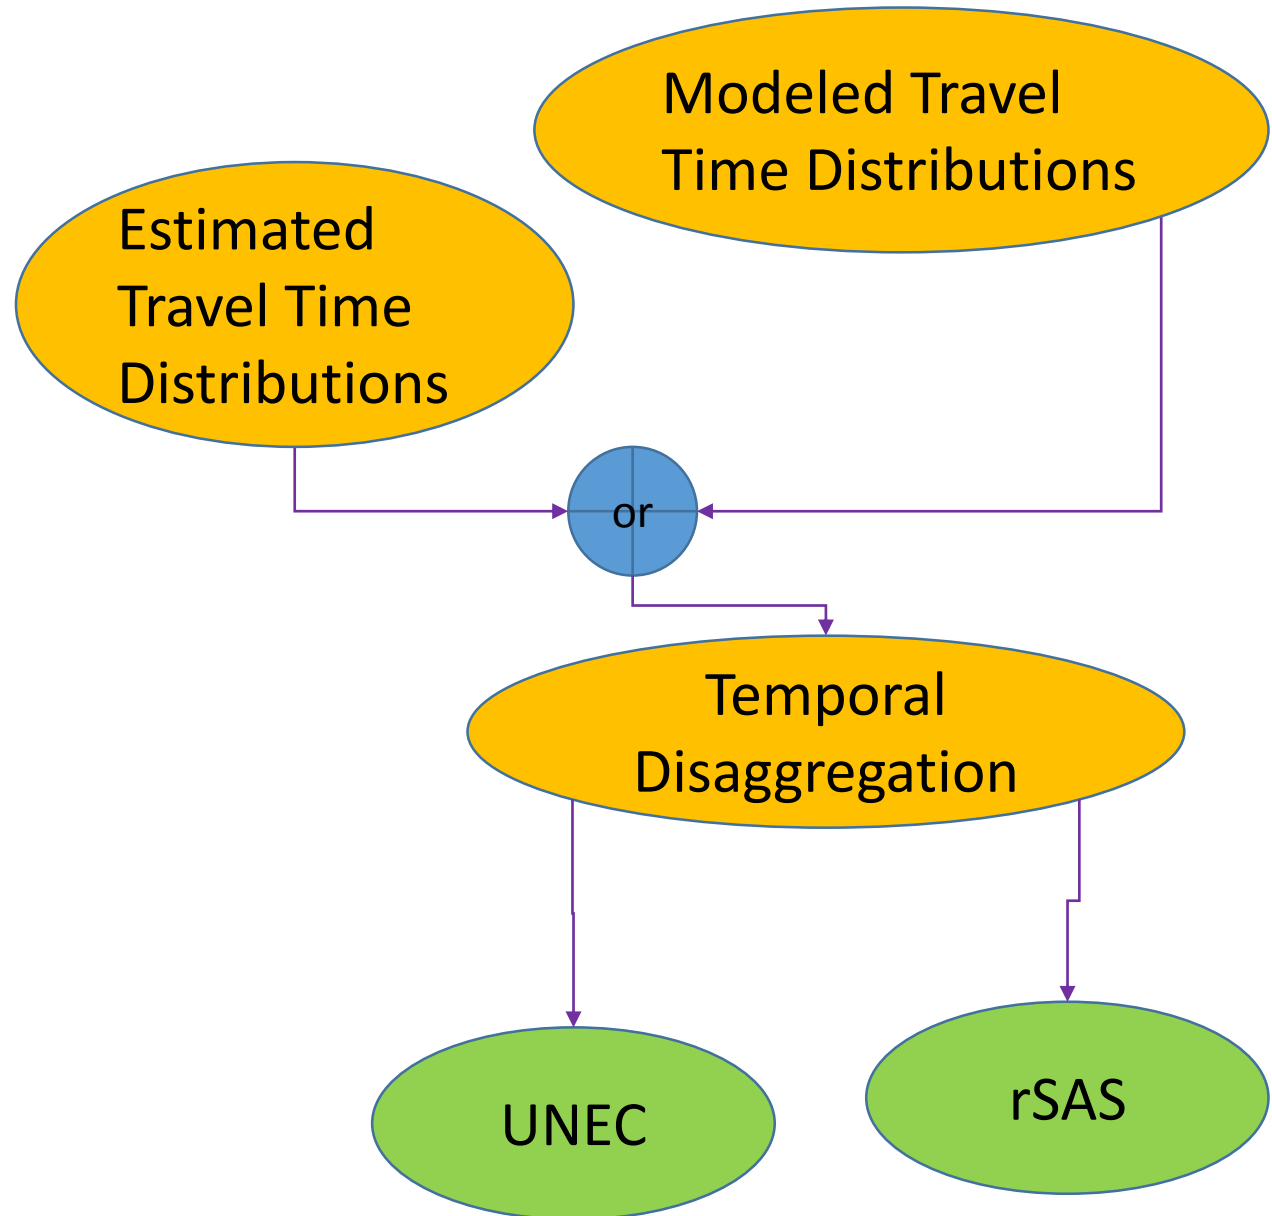 Modeled Travel
Time Distributions
Estimated
Travel Time
Distributions
or
Temporal
Disaggregation
UNEC
rSAS